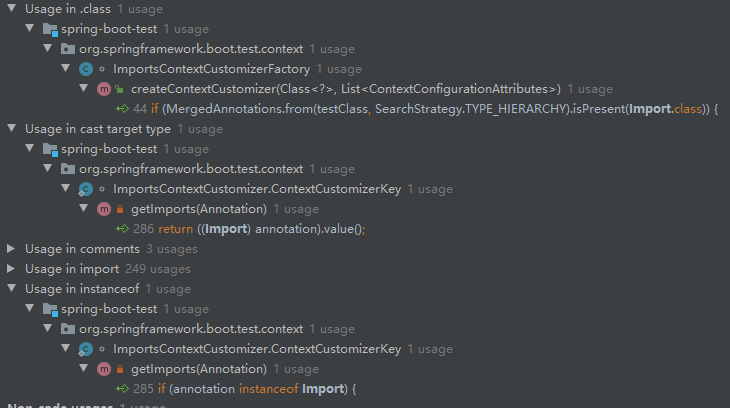 Usage in .class 1 usage
spring-boot-test 1 usage
org.springframework.boot.test.context 1 usage
ImportsContextCustomizerFactory 1 usage
createContextCustomizer(Class<?>, List<ContextConfigurationAttributes>) 1 usage
44 if (MergedAnnotations.from(testClass, SearchStrategy.TYPE_HIERARCHY).isPresent(Import.class)) {
Usage in cast target type 1 usage
spring-boot-test 1 usage
org.springframework.boot.test.context 1 usage
ImportsContextCustomizer.ContextCustomizerKey 1 usage
getImports(Annotation) 1 usage
286 return ((Import) annotation).value();
Usage in comments 3 usages
Usage in import 249 usages
Usage in instanceof 1 usage
spring-boot-test 1 usage
org.springframework.boot.test.context 1 usage
ImportsContextCustomizer.ContextCustomizerKey 1 usage
getImports(Annotation) 1 usage
285 if (annotation instanceof Import) {
Non-code usages 1 usage